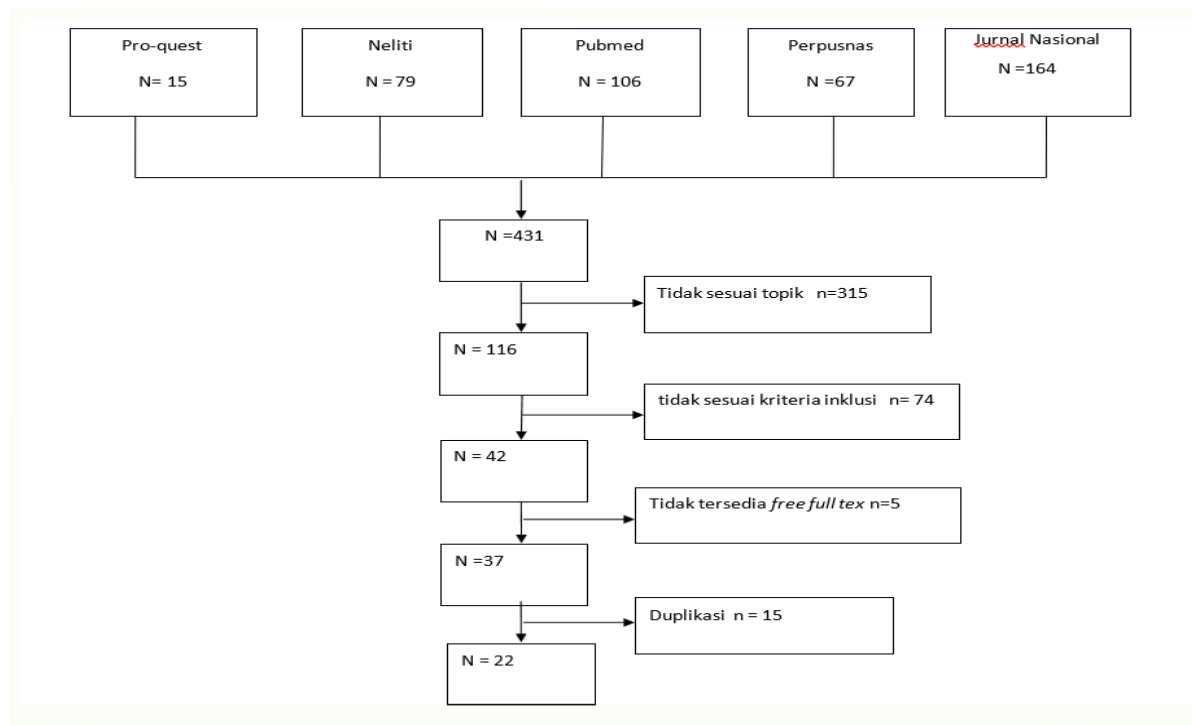 Pro-quest
N= 15
Neliti
N = 79
Pubmed
N = 106
Perpusnas
N =67
Jurnal Nasional
N =164
N =431
Tidak sesuai topik n=315
N = 116
tidak sesuai kriteria inklusi n= 74
N = 42
Tidak tersedia free full tex n=5
N =37
Duplikasi n = 15
N = 22